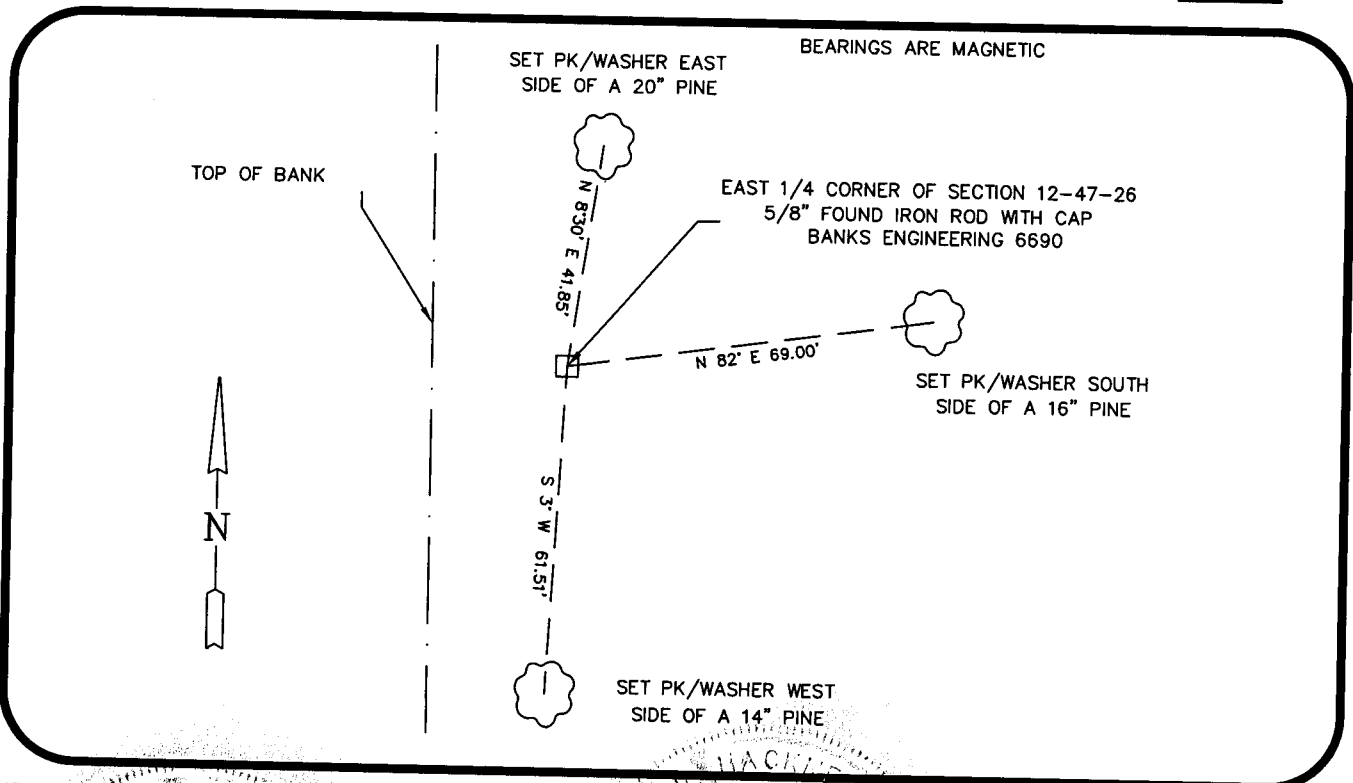 BEARINGS ARE MAGNETIC
SET PK/WASHER EAST
SIDE OF A 20" PINE
TOP OF BANK
EAST 1/4 CORNER OF SECTION 12-47-26
5/8" FOUND IRON ROD WITH CAP
BANKS ENGINEERING 6690
N 8'30' E 41.85'
N 82' E 69.00'
SET PK/WASHER SOUTH
SIDE OF A 16" PINE
N
S 3' W 61.51'
SET PK/WASHER WEST
SIDE OF A 14" PINE